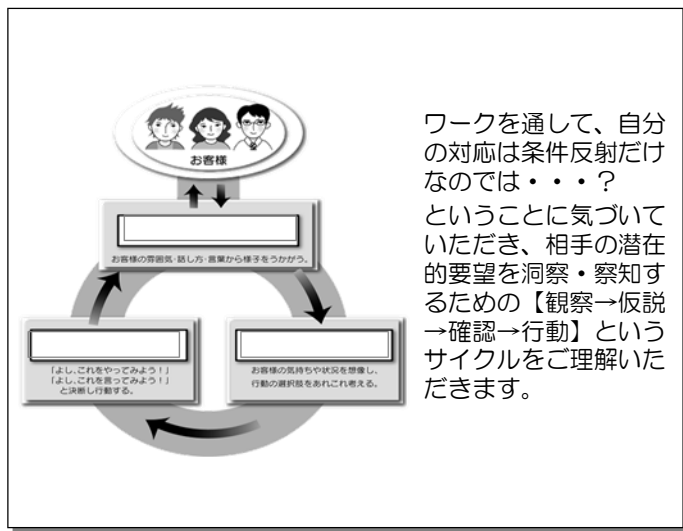 お客様
お客様の雰囲気・話し方・言葉から様子をうかがう。
「よし、これをやってみよう！」
「よし、これを言ってみよう！」
と決断し行動する。
お客様の気持ちや状況を想像し、
行動の選択肢をあれこれ考える。
ワークを通して、自分
の対応は条件反射だけ
なのでは・・・？
ということに気づいて
いただき、相手の潜在
的要望を洞察・察知す
るための【観察→仮説
→確認→行動】という
サイクルをご理解いた
だきます。